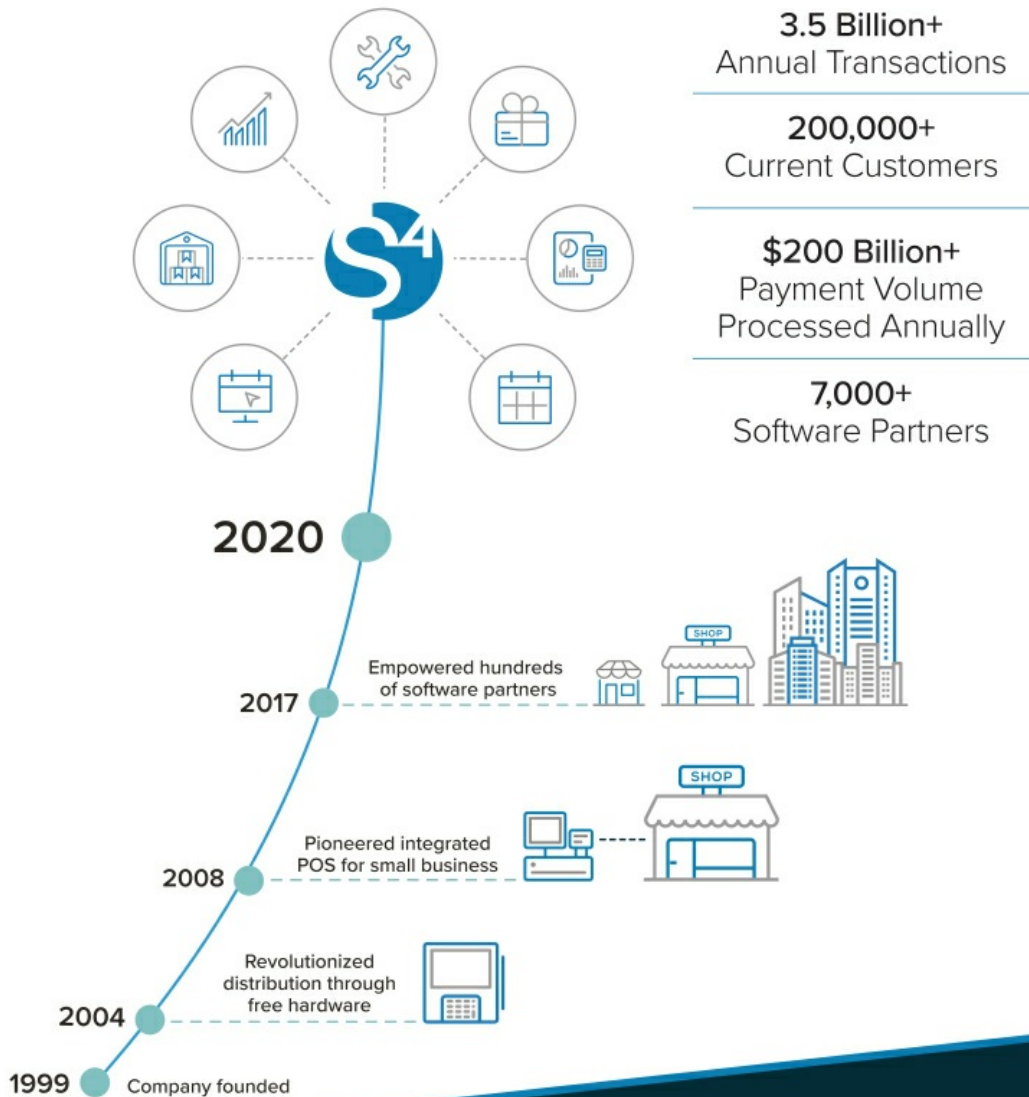 3.5 Billion+
Annual Transactions
200,000+
Current Customers
$200 Billion+
Payment Volume
Processed Annually
7,000+
Software Partners
S4
2020
2017
Empowered hundreds
of software partners
SHOP
2008
Pioneered integrated
POS for small business
SHOP
2004
Revolutionized
distribution through
free hardware
1999
Company founded